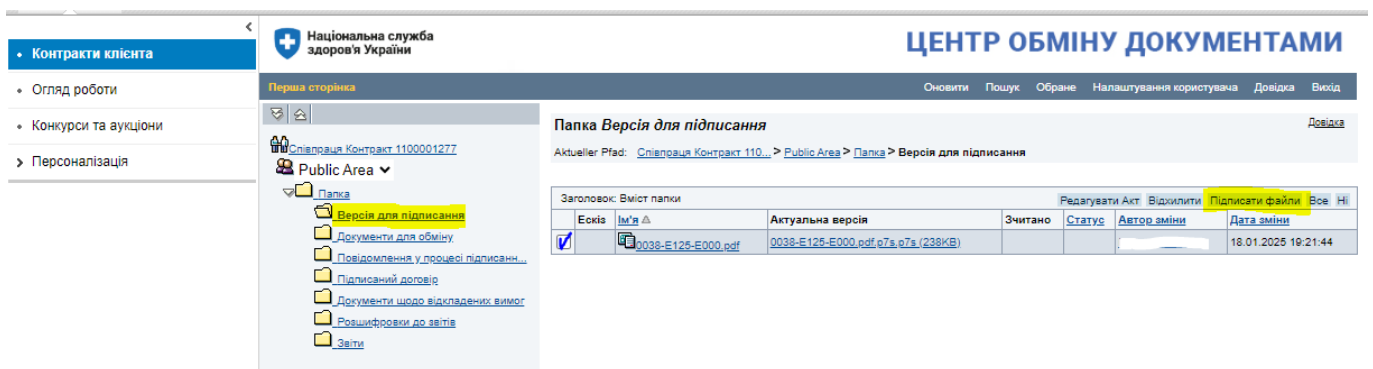 Національна служба
здоров'я України
ЦЕНТР ОБМІНУ ДОКУМЕНТАМИ
Контракти клієнта
Огляд роботи
Конкурси та аукціони
Персоналізація
Перша сторінка
Оновити Пошук Обране Налаштування користувача Довідка Вихід
Співпраця Контракт 1100001277
Public Area
Папка
Версія для підписання
Документи для обміну
Повідомлення у процесі підписанн...
Підписаний договір
Документи щодо відкладених вимог
Розшифровки до звітів
Звіти
Папка Версія для підписання
Довідка
Aktueller Pfad: Співпраця Контракт 110... > Public Area > Папка > Версія для підписання
Заголовок: Вміст папки
Редагувати Акт Відхилити Підписати файли Все Ні
Ескіз Ім'я Актуальна версія Зчитано Статус Автор зміни Дата зміни
0038-E125-E000.pdf 0038-E125-E000.pdf.p7s.p7s (238KB) 18.01.2025 19:21:44